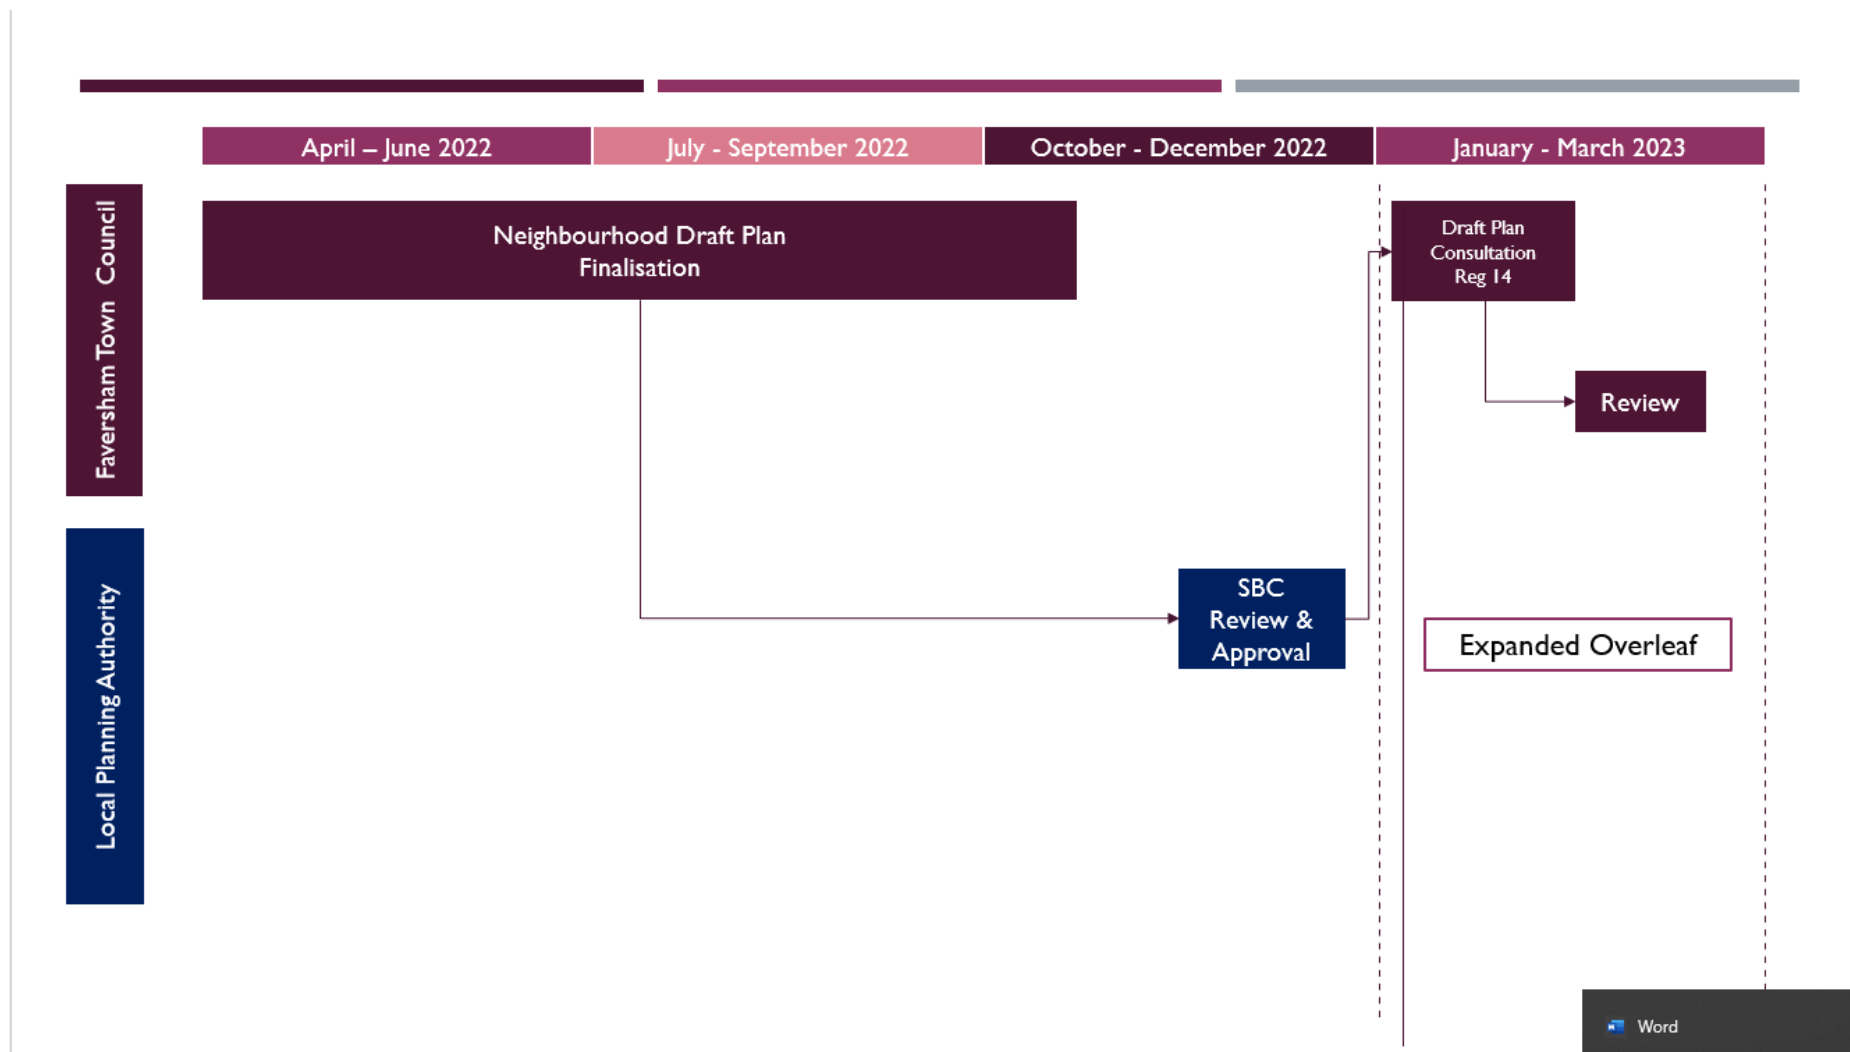 April – June 2022
July - September 2022
October - December 2022
January - March 2023
Faversham Town Council
Neighbourhood Draft Plan
Finalisation
Draft Plan
Consultation
Reg 14
Review
Local Planning Authority
SBC
Review &
Approval
Expanded Overleaf
Word